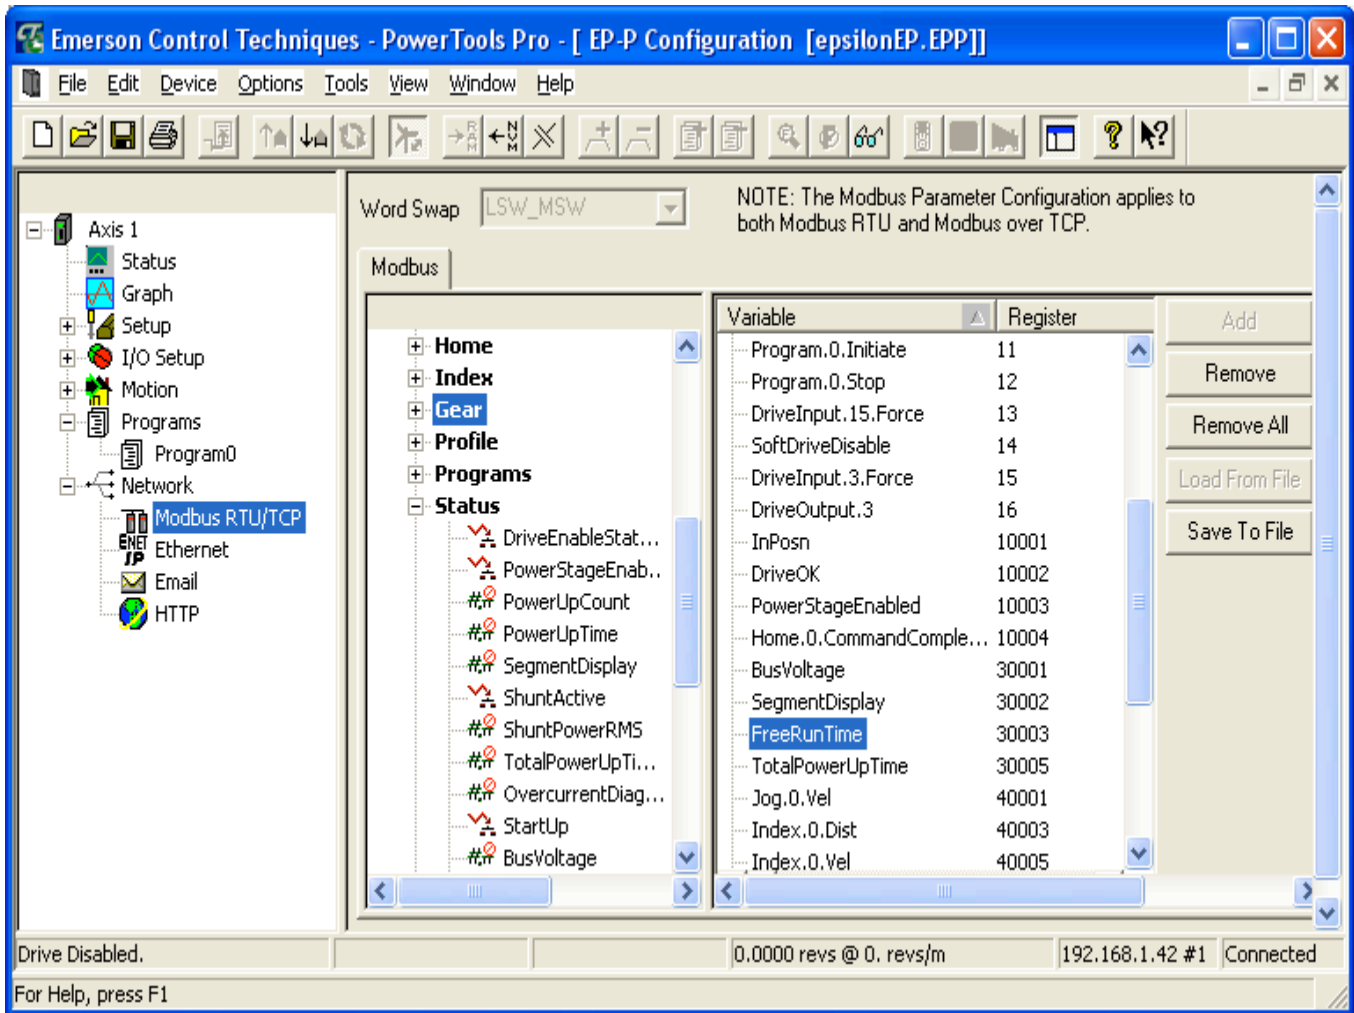 Emerson Control Techniques - PowerTools Pro - [ EP-P Configuration [epsilonEP.EPP]]
File Edit Device Options Tools View Window Help
Axis 1
Status
Graph
Setup
I/O Setup
Motion
Programs
Program0
Network
Modbus RTU/TCP
Ethernet
Email
HTTP
Word Swap LSW_MSW
NOTE: The Modbus Parameter Configuration applies to
both Modbus RTU and Modbus over TCP.
Modbus
Home
Index
Gear
Profile
Programs
Status
DriveEnableStat...
PowerStageEnab..
PowerUpCount
PowerUpTime
SegmentDisplay
ShuntActive
ShuntPowerRMS
TotalPowerUpTi...
OvercurrentDiag...
StartUp
BusVoltage
Variable Register
Program.0.Initiate 11
Program.0.Stop 12
DriveInput.15.Force 13
SoftDriveDisable 14
DriveInput.3.Force 15
DriveOutput.3 16
InPosn 10001
DriveOK 10002
PowerStageEnabled 10003
Home.0.CommandComple... 10004
BusVoltage 30001
SegmentDisplay 30002
FreeRunTime 30003
TotalPowerUpTime 30005
Jog.0.Vel 40001
Index.0.Dist 40003
Index.0.Vel 40005
Add
Remove
Remove All
Load From File
Save To File
Drive Disabled. 0.0000 revs @ 0. revs/m 192.168.1.42 #1 Connected
For Help, press F1